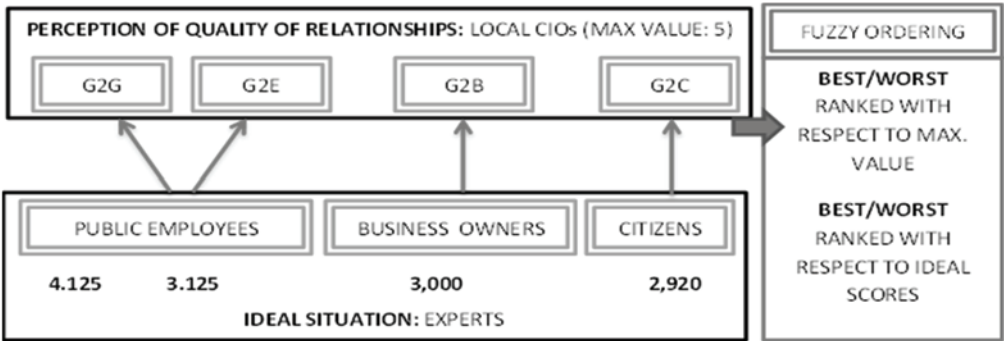 PERCEPTION OF QUALITY OF RELATIONSHIPS: LOCAL CIOs (MAX VALUE: 5)
G2G G2E G2B G2C
PUBLIC EMPLOYEES BUSINESS OWNERS CITIZENS
4.125 3.125 3,000 2,920
IDEAL SITUATION: EXPERTS
FUZZY ORDERING
BEST/WORST
RANKED WITH
RESPECT TO MAX.
VALUE
BEST/WORST
RANKED WITH
RESPECT TO IDEAL
SCORES